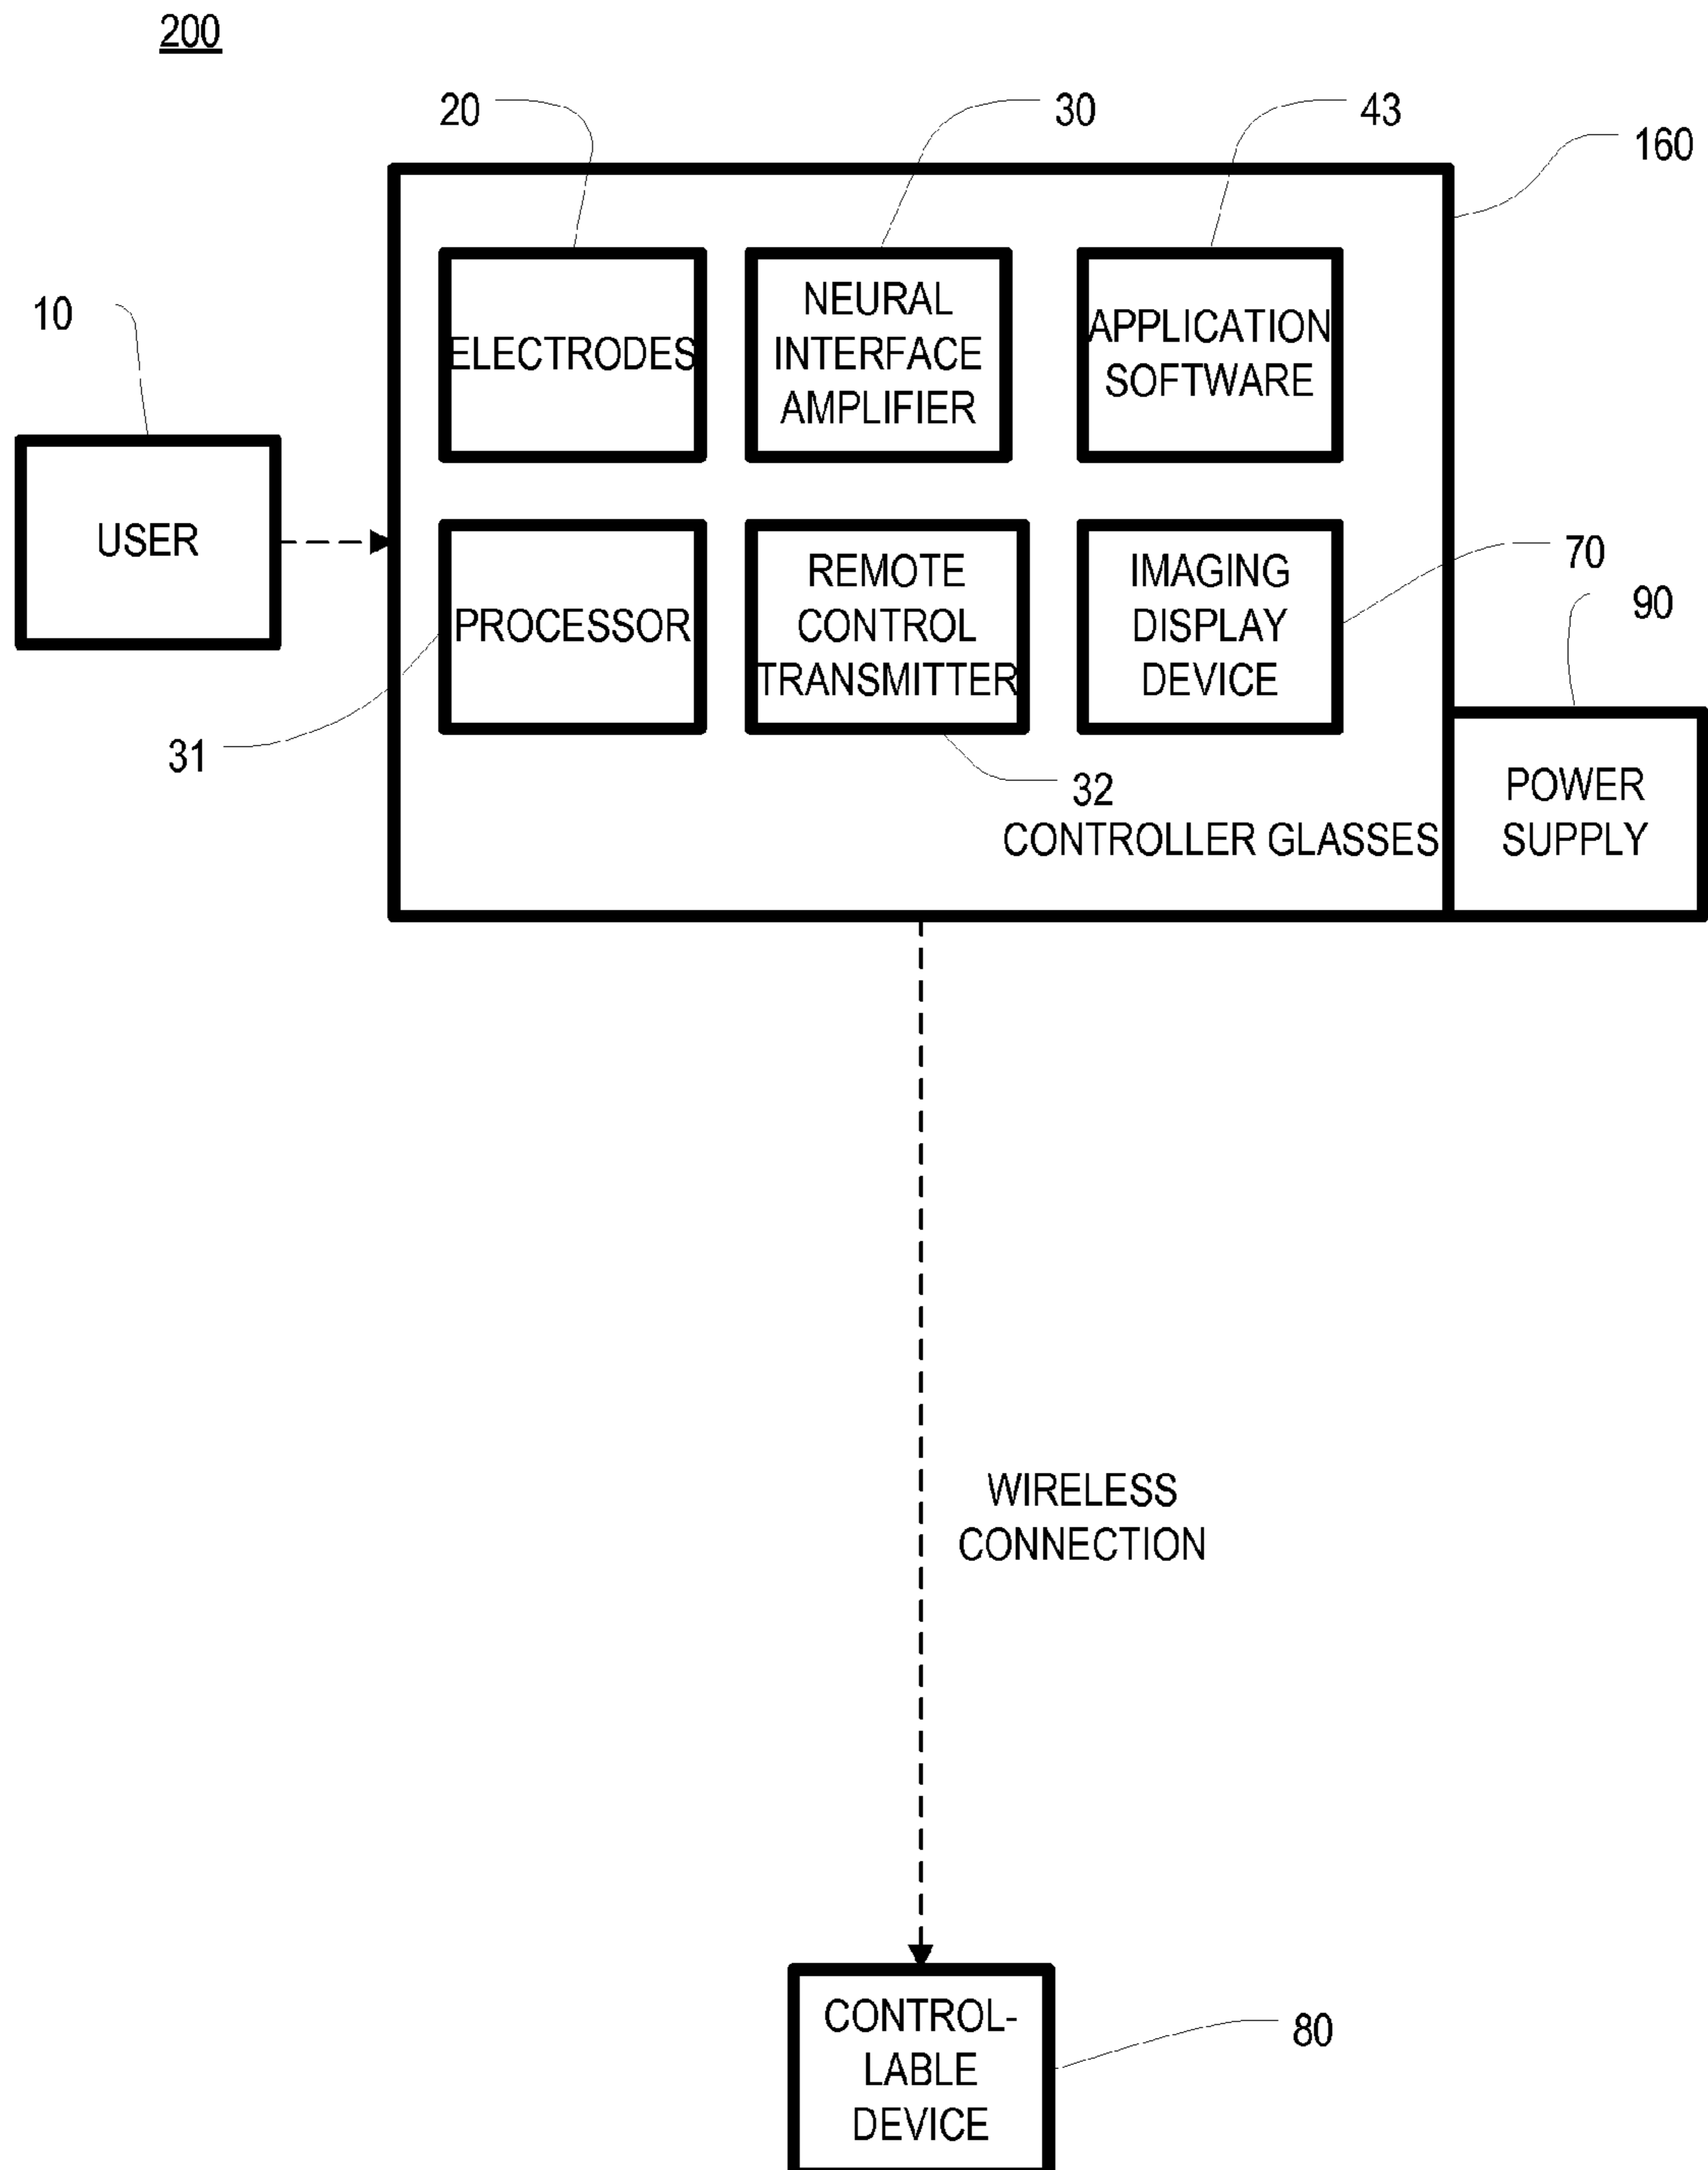 200
20
30
43
160
10
ELECTRODES
NEURAL
INTERFACE
AMPLIFIER
APPLICATION
SOFTWARE
USER
PROCESSOR
REMOTE
CONTROL
TRANSMITTER
IMAGING
DISPLAY
DEVICE
70
90
31
32
CONTROLLER GLASSES
POWER
SUPPLY
WIRELESS
CONNECTION
CONTROL-
LABLE
DEVICE
80